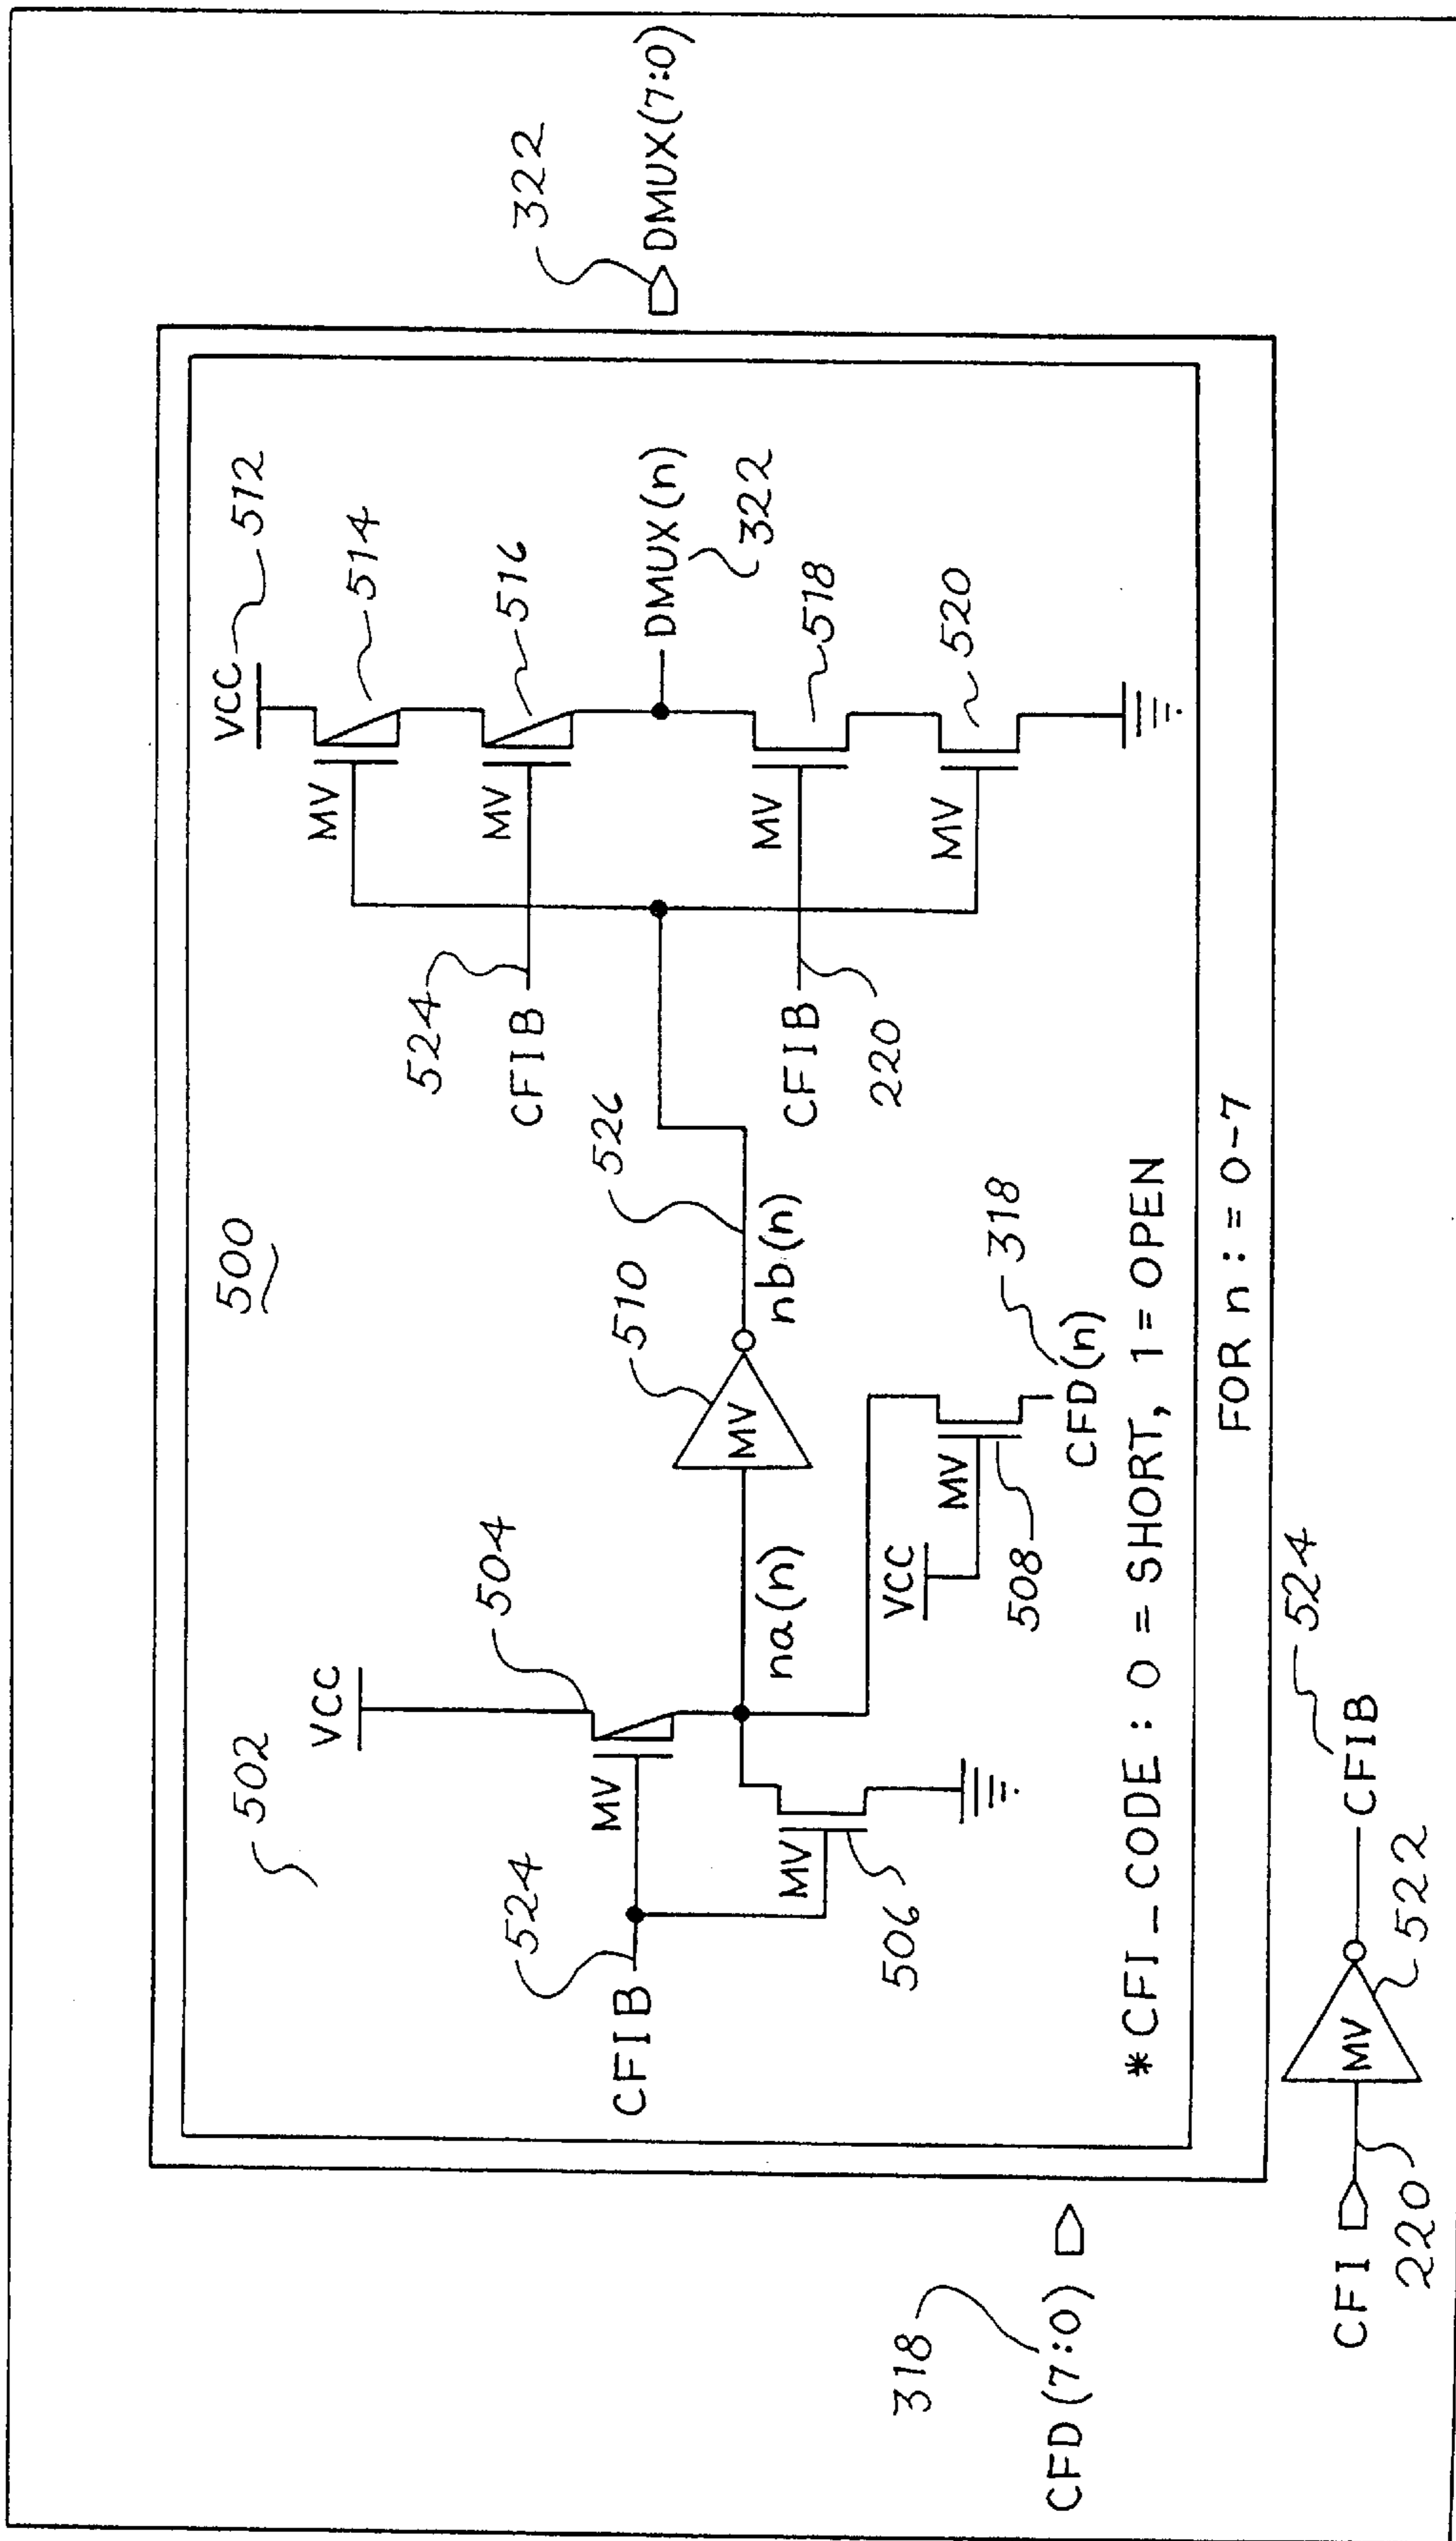 500
502
VCC
504
524
CFIB
MV
MV
506
na(n)
MV
510
nb(n)
526
VCC
MV
508
CFD(n)
318
VCC
512
MV
514
524
CFIB
MV
516
DMUX(n)
322
CFIB
220
MV
518
MV
520
*CFI_CODE : 0 = SHORT, 1 = OPEN
FOR n : = 0-7
322
DMUX(7:0)
318
CFD (7:0)
CFI
220
MV
522
CFIB
524